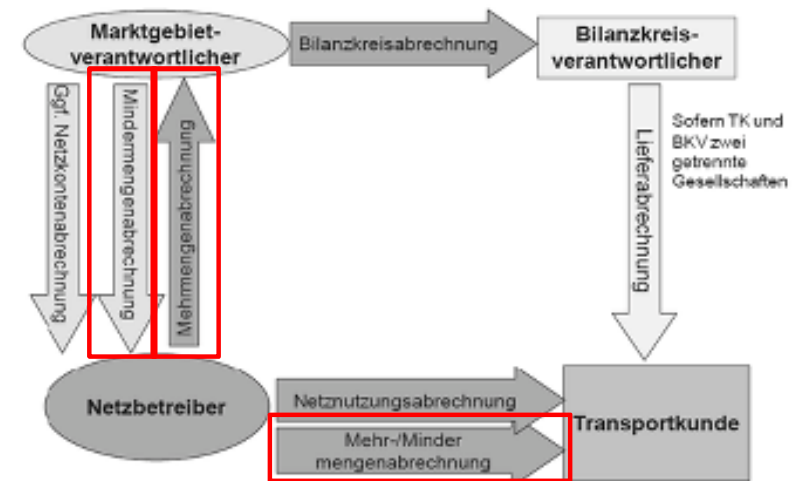 Marktgebiet-
verantwortlicher
Bilanzkreisabrechnung
Bilanzkreis-
verantwortlicher
Ggf. Netzkontenabrechnung
Mindermengenabrechnung
Mehrmengenabrechnung
Lieferabrechnung
Sofern TK und
BKV zwei
getrennte
Gesellschaften
Netzbetreiber
Netznutzungsabrechnung
Mehr-/Minder
mengenabrechnung
Transportkunde